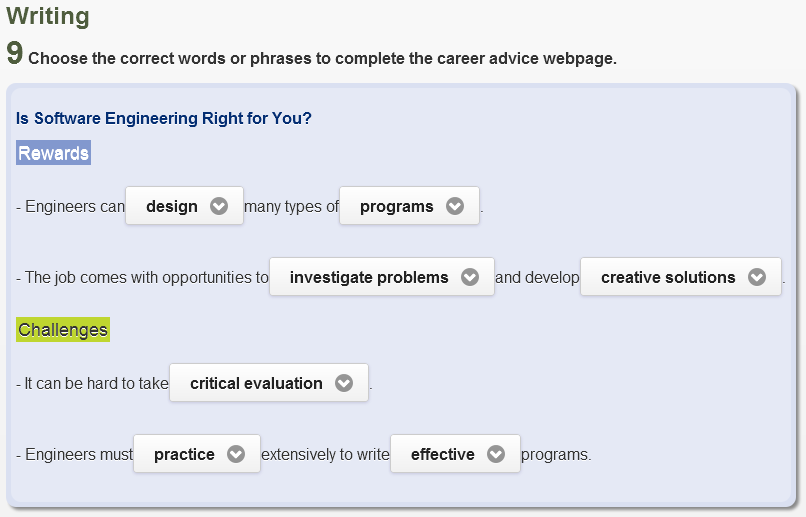 Writing
9 Choose the correct words or phrases to complete the career advice webpage.
Is Software Engineering Right for You?
Rewards
- Engineers can design many types of programs.
- The job comes with opportunities to investigate problems and develop creative solutions.
Challenges
- It can be hard to take critical evaluation.
- Engineers must practice extensively to write effective programs.